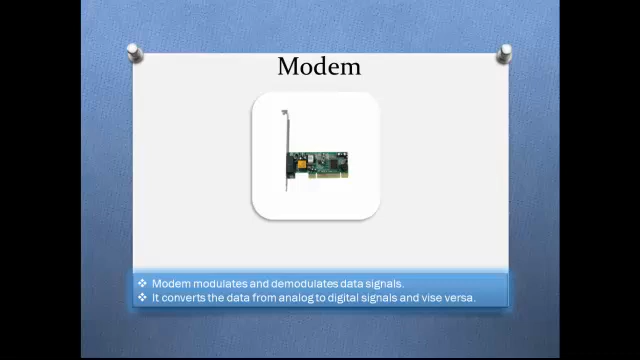 Modem
❖ Modem modulates and demodulates data signals.
❖ It converts the data from analog to digital signals and vise versa.